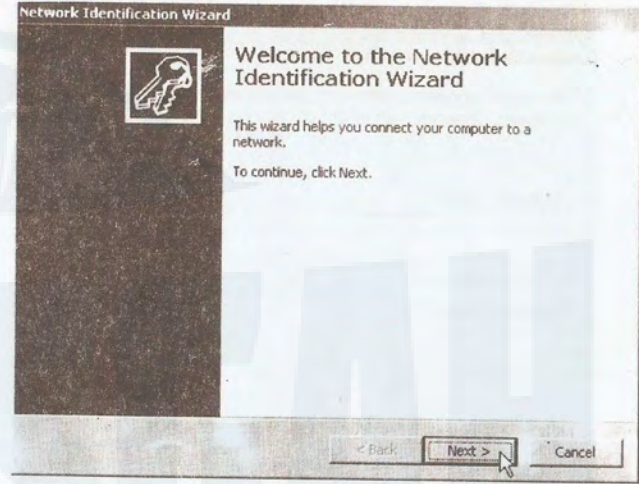 Network Identification Wizard
Welcome to the Network
Identification Wizard
This wizard helps you connect your computer to a
network.
To continue, click Next.
< Back
Next >
Cancel